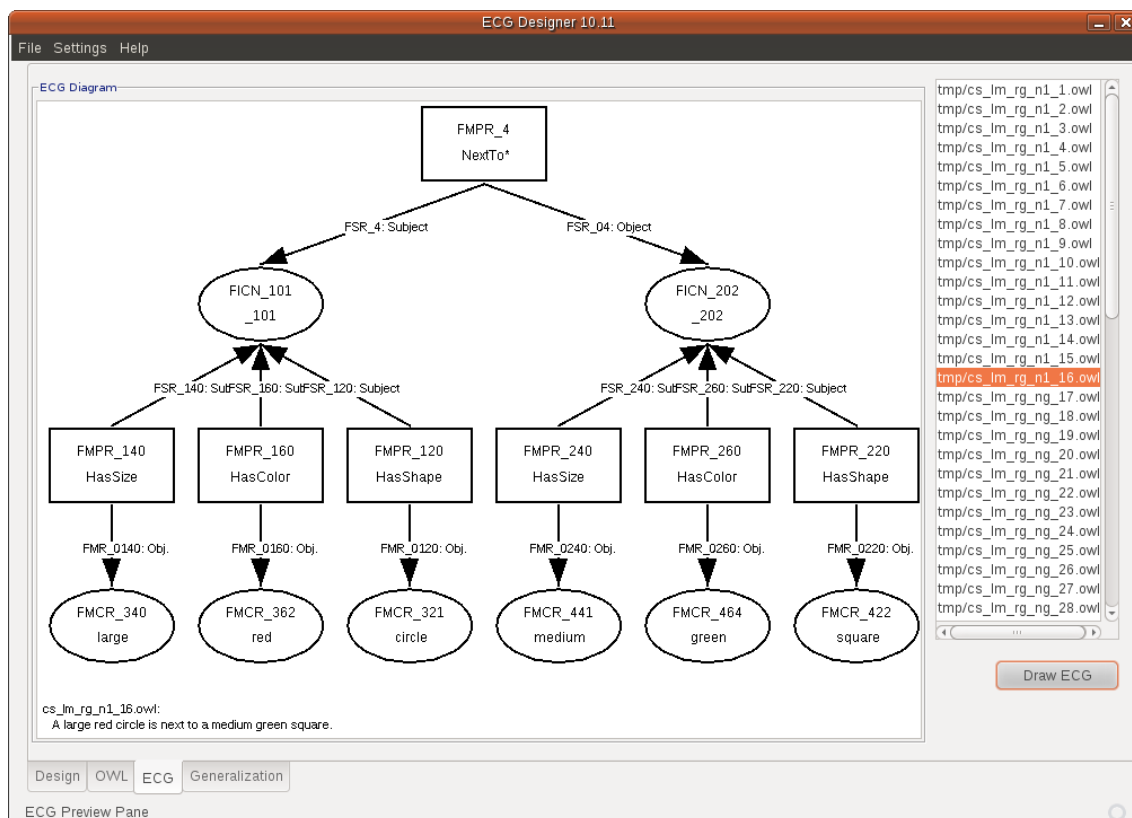 ECG Designer 10.11
File Settings Help
ECG Diagram
FMPR_4
NextTo*
FSR_4: Subject
FSR_04: Object
FICN_101
_101
FICN_202
_202
FSR_140: Sub
FSR_160: Sub
FSR_120: Subject
FSR_240: Sub
FSR_260: Sub
FSR_220: Subject
FMPR_140
HasSize
FMPR_160
HasColor
FMPR_120
HasShape
FMPR_240
HasSize
FMPR_260
HasColor
FMPR_220
HasShape
FMR_0140: Obj.
FMR_0160: Obj.
FMR_0120: Obj.
FMR_0240: Obj.
FMR_0260: Obj.
FMR_0220: Obj.
FMCR_340
large
FMCR_362
red
FMCR_321
circle
FMCR_441
medium
FMCR_464
green
FMCR_422
square
cs_lm_rg_n1_16.owl:
A large red circle is next to a medium green square.
tmp/cs_lm_rg_n1_1.owl
tmp/cs_lm_rg_n1_2.owl
tmp/cs_lm_rg_n1_3.owl
tmp/cs_lm_rg_n1_4.owl
tmp/cs_lm_rg_n1_5.owl
tmp/cs_lm_rg_n1_6.owl
tmp/cs_lm_rg_n1_7.owl
tmp/cs_lm_rg_n1_8.owl
tmp/cs_lm_rg_n1_9.owl
tmp/cs_lm_rg_n1_10.owl
tmp/cs_lm_rg_n1_11.owl
tmp/cs_lm_rg_n1_12.owl
tmp/cs_lm_rg_n1_13.owl
tmp/cs_lm_rg_n1_14.owl
tmp/cs_lm_rg_n1_15.owl
tmp/cs_lm_rg_n1_16.owl
tmp/cs_lm_rg_ng_17.owl
tmp/cs_lm_rg_ng_18.owl
tmp/cs_lm_rg_ng_19.owl
tmp/cs_lm_rg_ng_20.owl
tmp/cs_lm_rg_ng_21.owl
tmp/cs_lm_rg_ng_22.owl
tmp/cs_lm_rg_ng_23.owl
tmp/cs_lm_rg_ng_24.owl
tmp/cs_lm_rg_ng_25.owl
tmp/cs_lm_rg_ng_26.owl
tmp/cs_lm_rg_ng_27.owl
tmp/cs_lm_rg_ng_28.owl
Draw ECG
Design OWL ECG Generalization
ECG Preview Pane